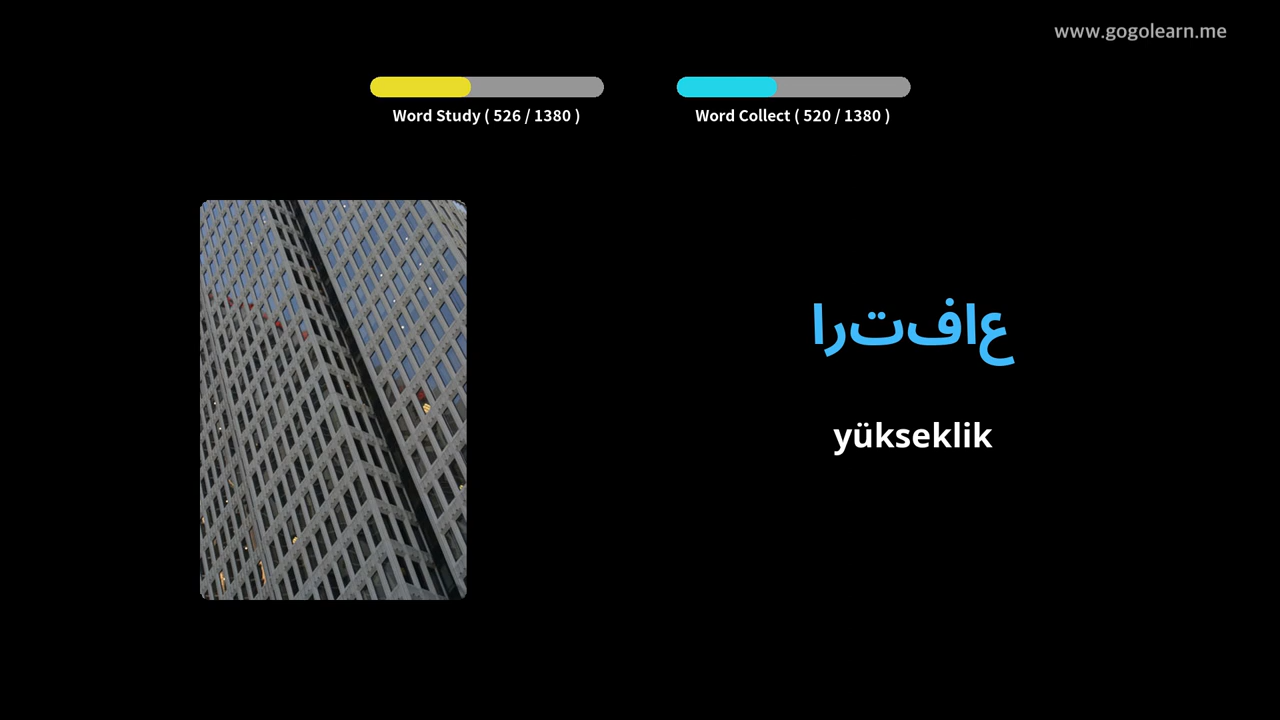 www.gogolearn.me
Word Study ( 526 / 1380 )
Word Collect ( 520 / 1380 )
ارتفاع
yükseklik